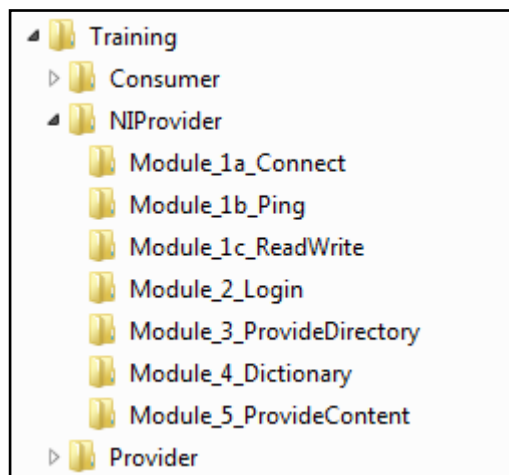 Training
Consumer
NIProvider
Module_1a_Connect
Module_1b_Ping
Module_1c_ReadWrite
Module_2_Login
Module_3_ProvideDirectory
Module_4_Dictionary
Module_5_ProvideContent
Provider